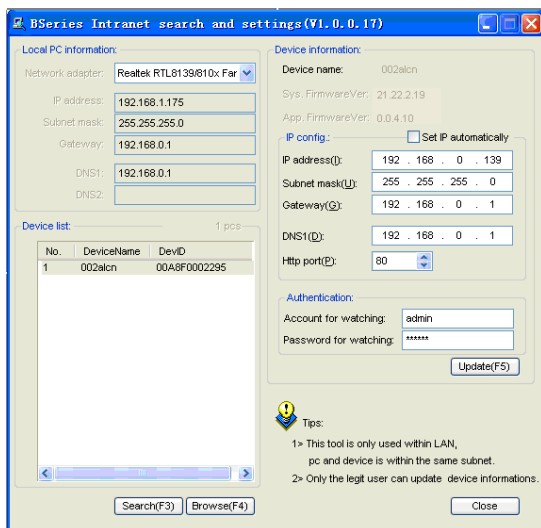 BSeries Intranet search and settings(V1.0.0.17)
Local PC information:
Network adapter: Realtek RTL8139/810x Far
IP address: 192.168.1.175
Subnet mask: 255.255.255.0
Gateway: 192.168.0.1
DNS1: 192.168.0.1
DNS2:
Device list: 1 pcs
No. DeviceName DevID
1 002alcn 00A8F0002295
Search(F3) Browse(F4)
Device information:
Device name: 002alcn
Sys. FirmwareVer: 21.22.2.19
App. FirmwareVer: 0.0.4.10
IP config.: Set IP automatically
IP address(I): 192 . 168 . 0 . 139
Subnet mask(U): 255 . 255 . 255 . 0
Gateway(G): 192 . 168 . 0 . 1
DNS1(D): 192 . 168 . 0 . 1
Http port(P): 80
Authentication:
Account for watching: admin
Password for watching: ******
Update(F5)
Tips:
1> This tool is only used within LAN,
pc and device is within the same subnet.
2> Only the legit user can update device informations.
Close